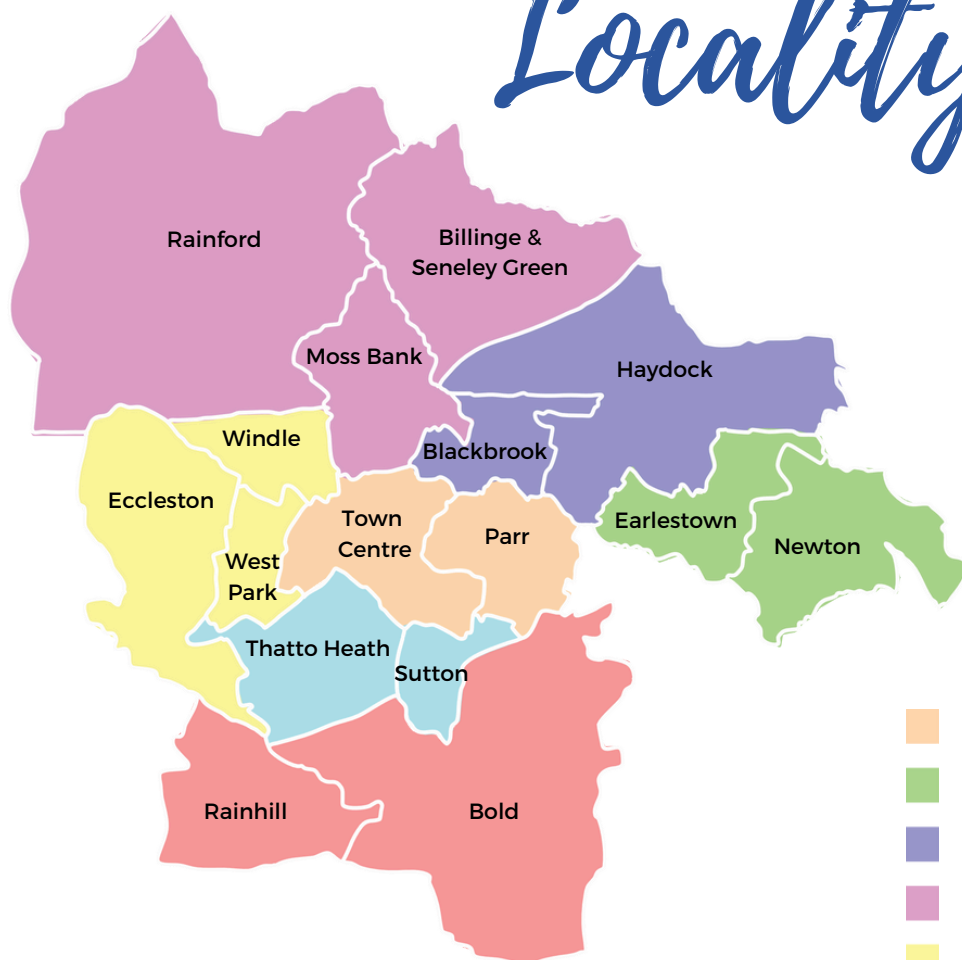 Locality
Rainford
Billinge &
Seneley Green
Moss Bank
Haydock
Windle
Blackbrook
Eccleston
Town
Centre
Parr
Earlestown
Newton
West
Park
Thatto Heath
Sutton
Rainhill
Bold